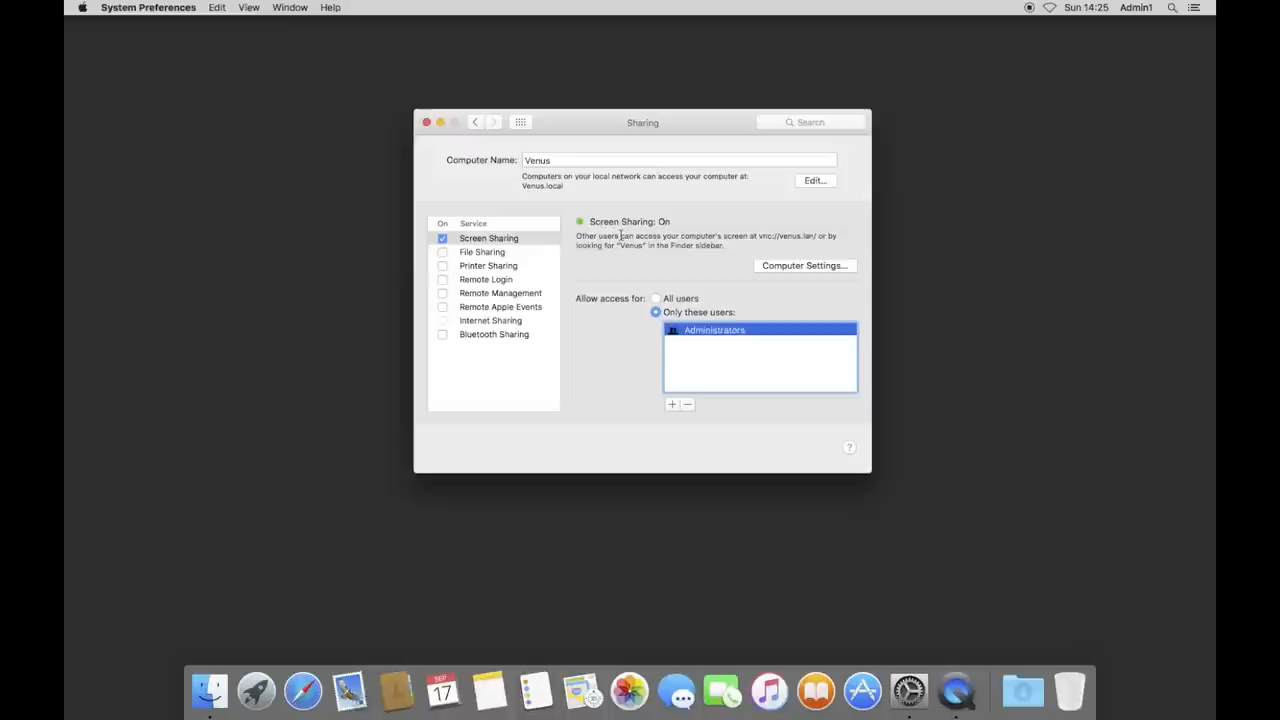 System Preferences Edit View Window Help Sun 14:25 Admin1
Sharing
Search
Computer Name: Venus
Computers on your local network can access your computer at:
Venus.local
Edit...
On Service
Screen Sharing
File Sharing
Printer Sharing
Remote Login
Remote Management
Remote Apple Events
Internet Sharing
Bluetooth Sharing
Screen Sharing: On
Other users can access your computer's screen at vnc://venus.lan/ or by
looking for “Venus” in the Finder sidebar.
Computer Settings...
Allow access for: All users
Only these users:
Administrators
+ −
?
SEP
17